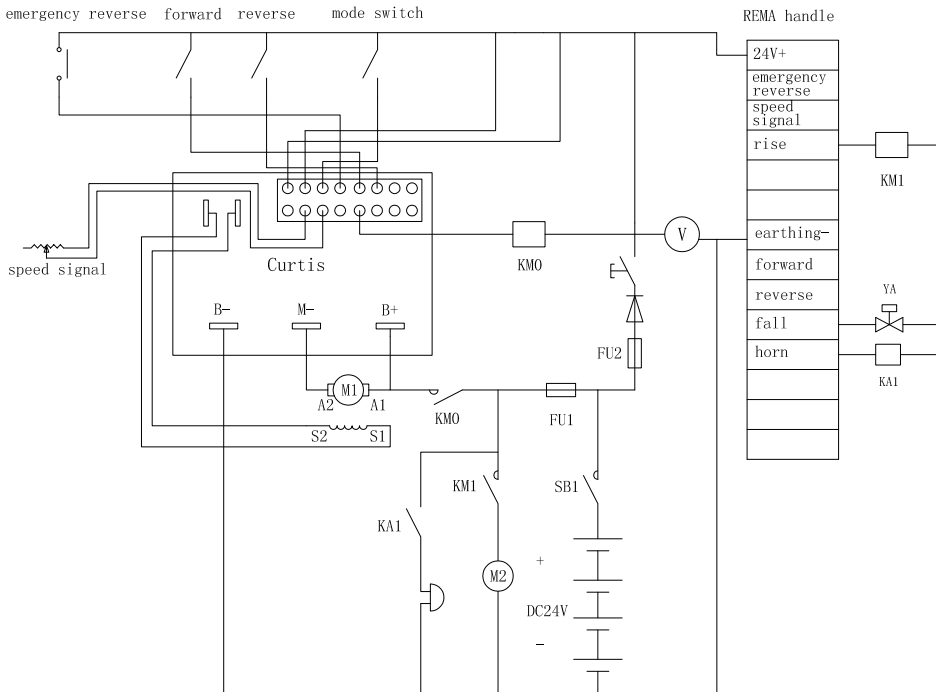 emergency reverse
forward
reverse
mode switch
REMA handle
24V+
emergency
reverse
speed
signal
rise
KM1
earthing-
V
KM0
Curtis
speed signal
forward
reverse
YA
fall
B-
M-
B+
FU2
horn
KA1
M1
A2
A1
KM0
FU1
S2
S1
KM1
SB1
KA1
+
M2
DC24V
-